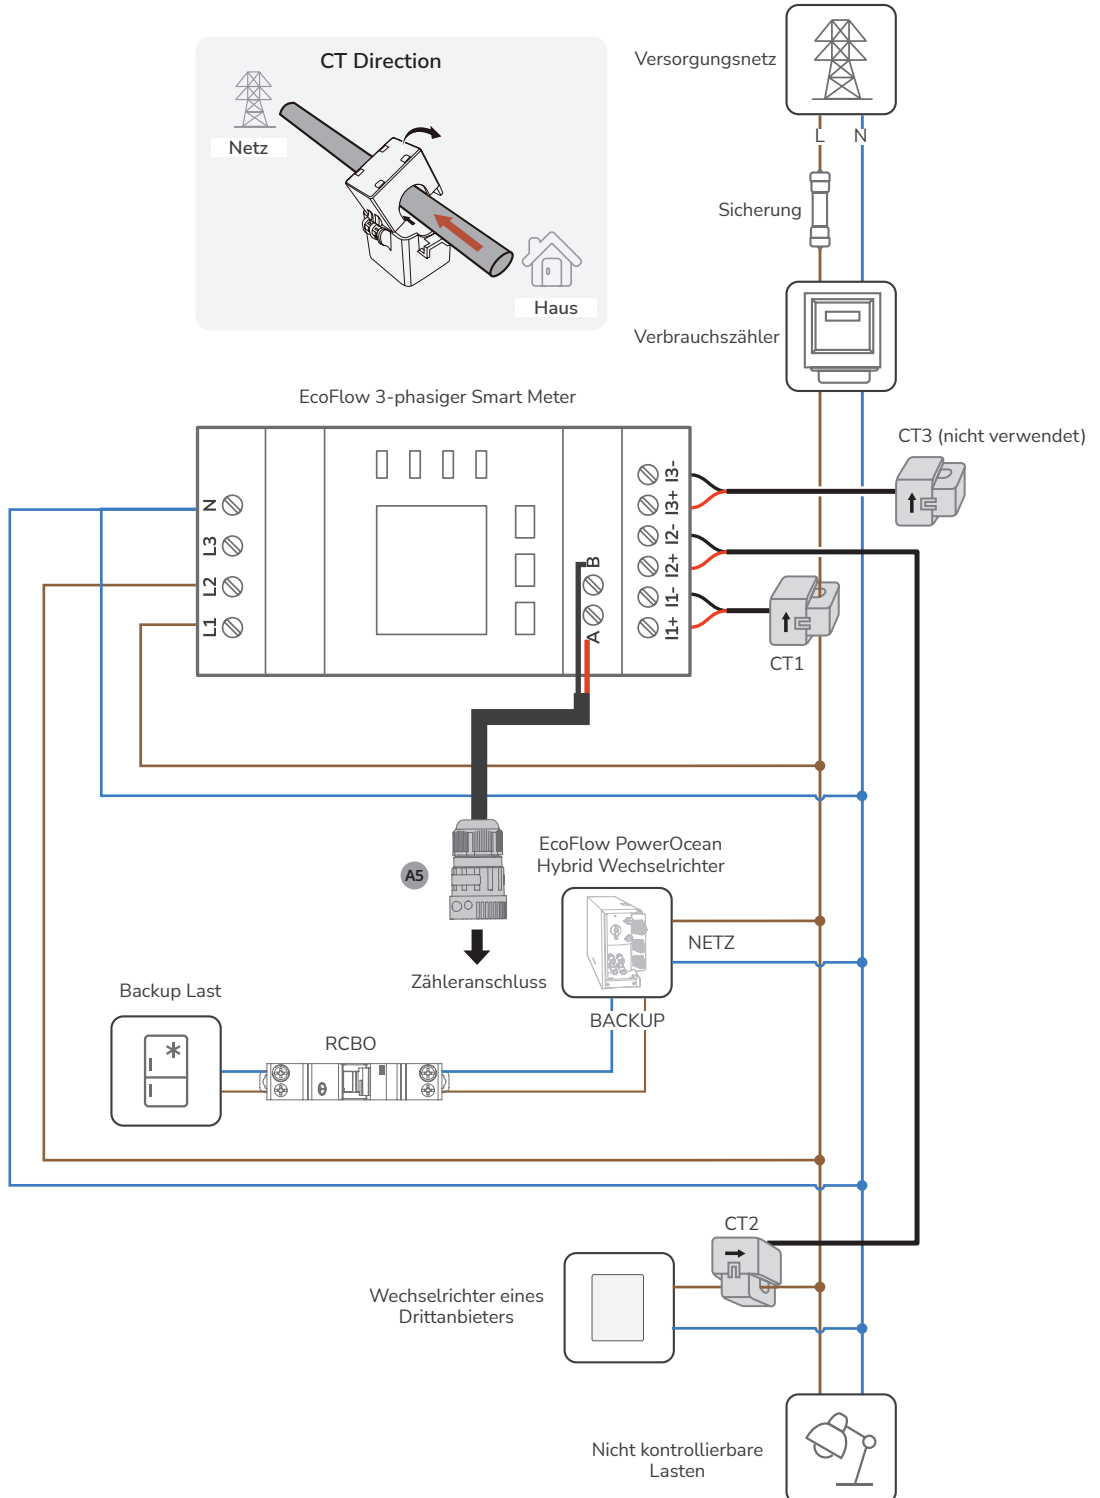 CT Direction
Netz
Haus
Versorgungsnetz
L
N
Sicherung
Verbrauchszähler
EcoFlow 3-phasiger Smart Meter
CT3 (nicht verwendet)
N
L3
L2
L1
B
A
I3-
I3+
I2-
I2+
I1-
I1+
CT1
EcoFlow PowerOcean
Hybrid Wechselrichter
A5
NETZ
Zähleranschluss
BACKUP
Backup Last
RCBO
CT2
Wechselrichter eines
Drittanbieters
Nicht kontrollierbare
Lasten